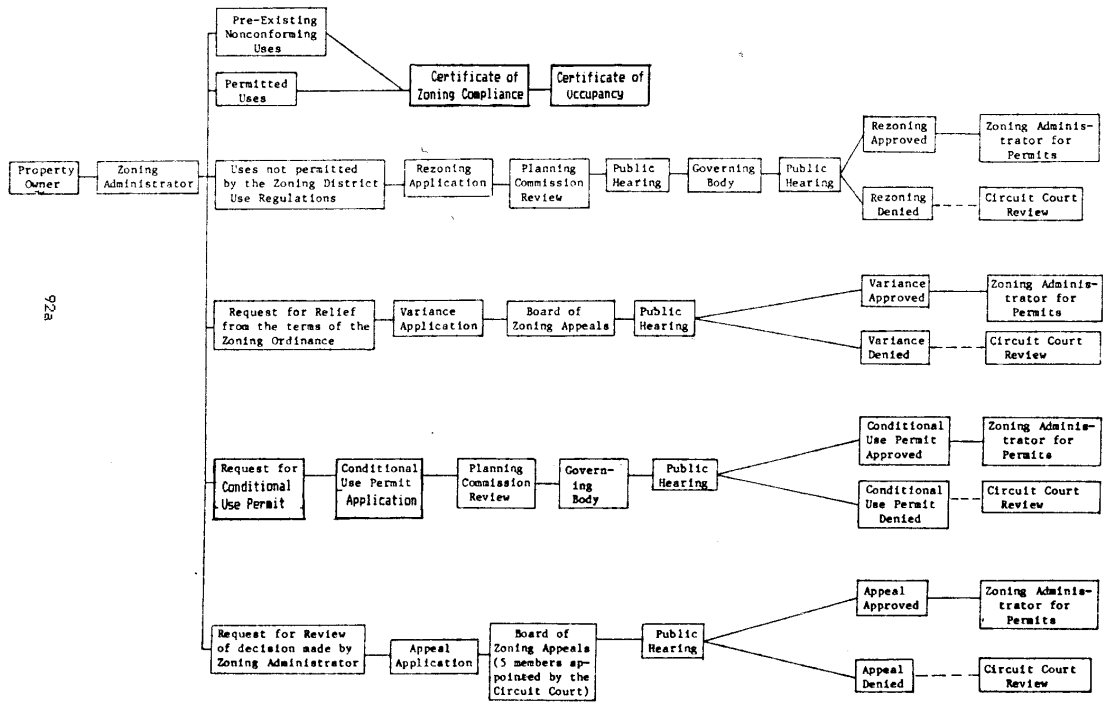 Pre-Existing
Nonconforming
Uses
Permitted
Uses
Certificate of
Zoning Compliance
Certificate of
Occupancy
Property
Owner
Zoning
Administrator
Uses not permitted
by the Zoning District
Use Regulations
Rezoning
Application
Planning
Commission
Review
Public
Hearing
Governing
Body
Public
Hearing
Rezoning
Approved
Zoning Adminis-
trator for
Permits
Rezoning
Denied
Circuit Court
Review
92a
Request for Relief
from the terms of the
Zoning Ordinance
Variance
Application
Board of
Zoning Appeals
Public
Hearing
Variance
Approved
Zoning Adminis-
trator for
Permits
Variance
Denied
Circuit Court
Review
Request for
Conditional
Use Permit
Conditional
Use Permit
Application
Planning
Commission
Review
Govern-
ing
Body
Public
Hearing
Conditional
Use Permit
Approved
Zoning Adminis-
trator for
Permits
Conditional
Use Permit
Denied
Circuit Court
Review
Request for Review
of decision made by
Zoning Administrator
Appeal
Application
Board of
Zoning Appeals
(5 members ap-
pointed by the
Circuit Court)
Public
Hearing
Appeal
Approved
Zoning Adminis-
trator for
Permits
Appeal
Denied
Circuit Court
Review